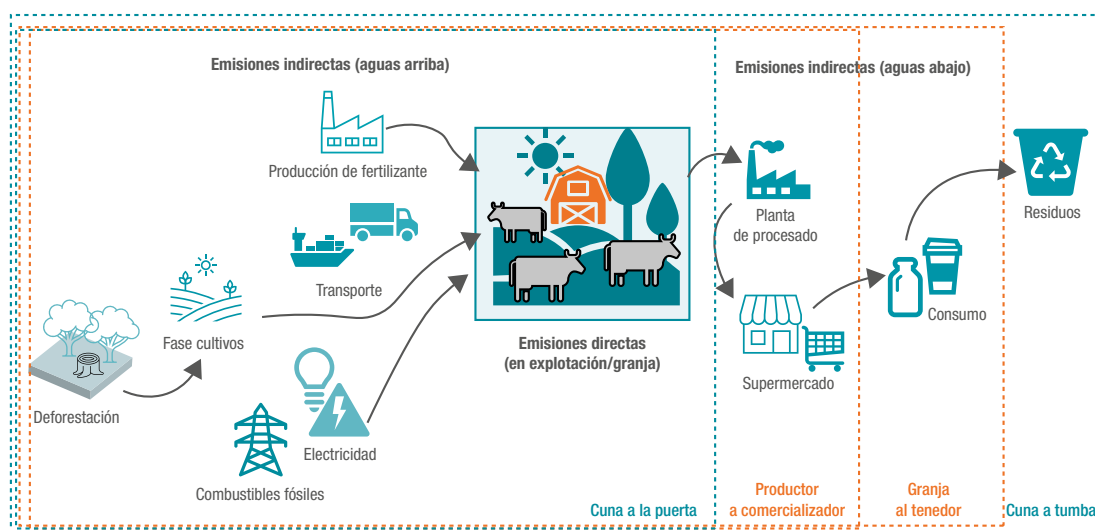 Emisiones indirectas (aguas arriba)
Emisiones indirectas (aguas abajo)
Producción de fertilizante
Transporte
Fase cultivos
Deforestación
Electricidad
Combustibles fósiles
Emisiones directas
(en explotación/granja)
Planta
de procesado
Supermercado
Consumo
Residuos
Cuna a la puerta
Productor
a comercializador
Granja
al tenedor
Cuna a tumba